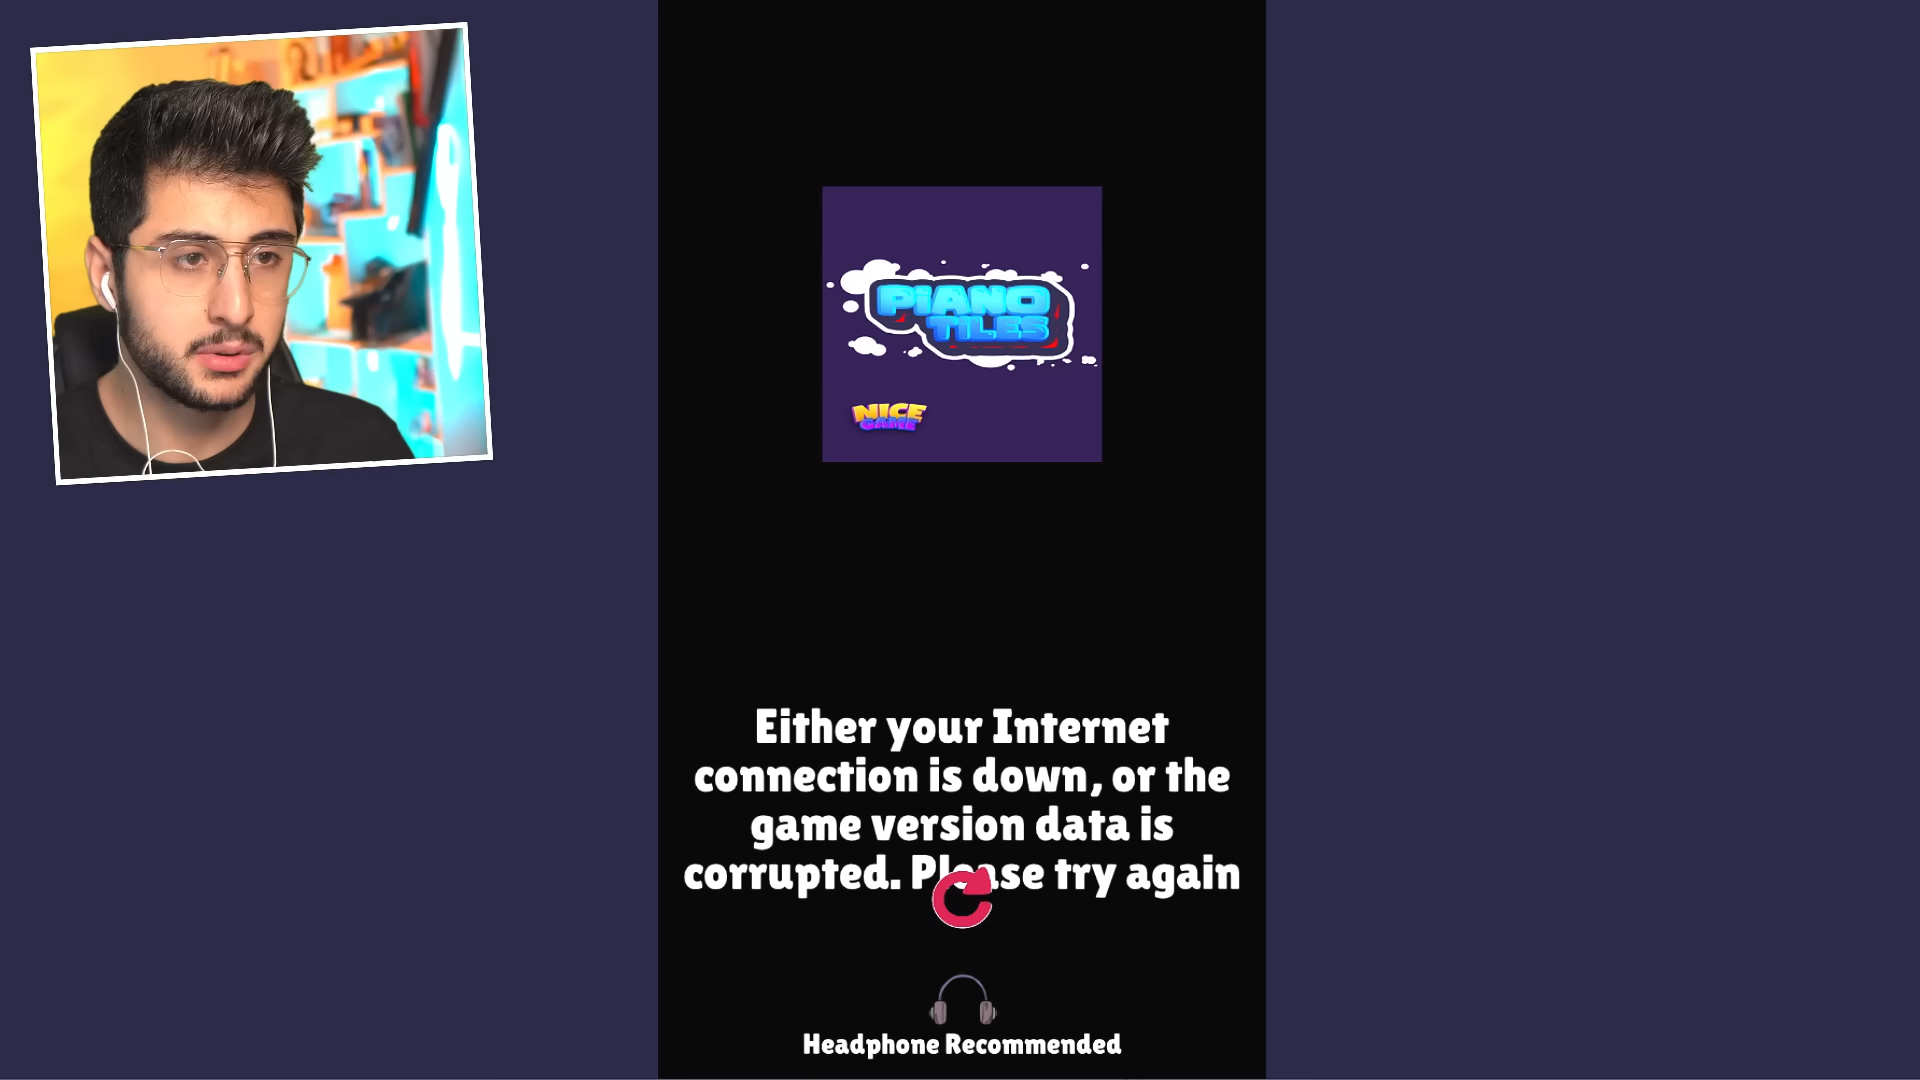 PIANO
TILES
NICE
GAME
Either your Internet
connection is down, or the
game version data is
corrupted. Please try again
Headphone Recommended